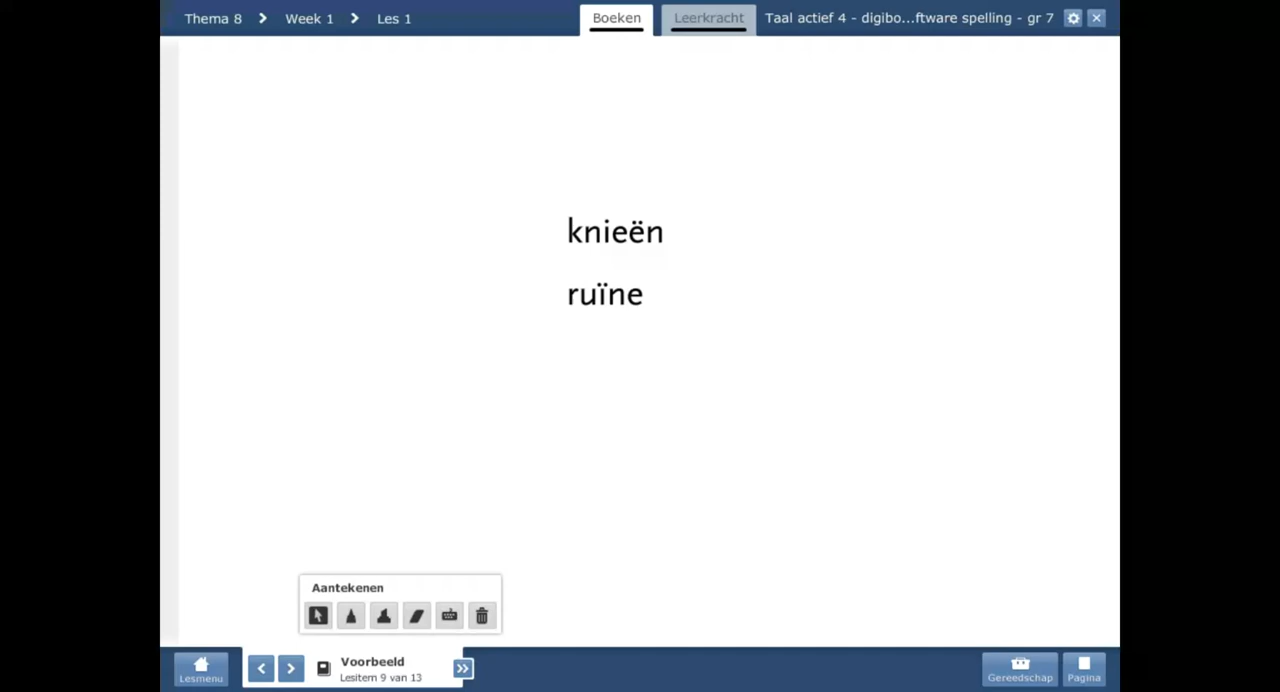 Thema 8 > Week 1 > Les 1
Boeken
Leerkracht
Taal actief 4 - digibo...ftware spelling - gr 7
knieën
ruïne
Aantekenen
Lesmenu
Voorbeeld
Lesitem 9 van 13
Gereedschap
Pagina